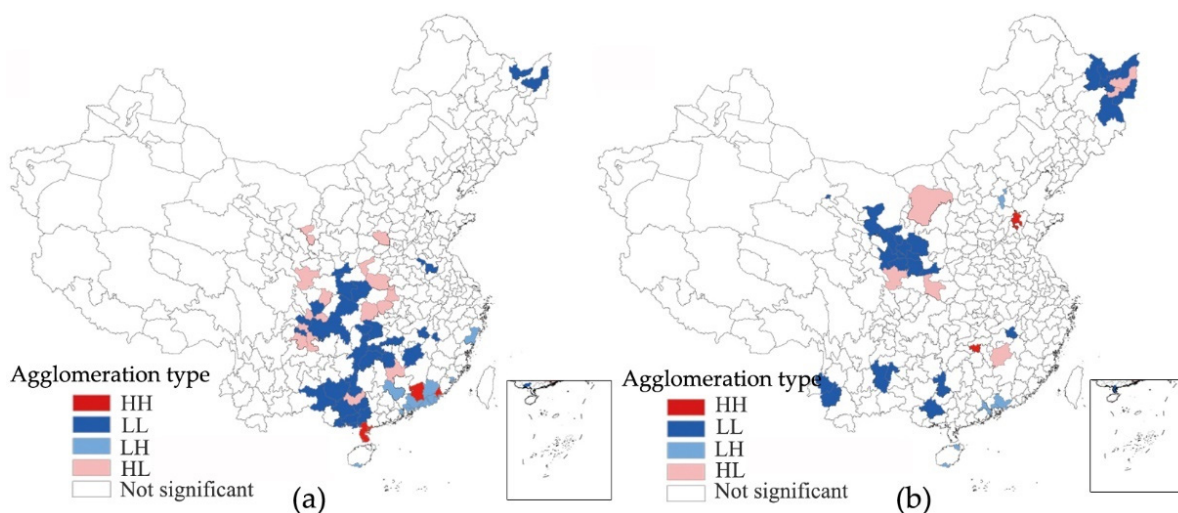 Agglomeration type
HH
LL
LH
HL
Not significant
(a)
Agglomeration type
HH
LL
LH
HL
Not significant
(b)